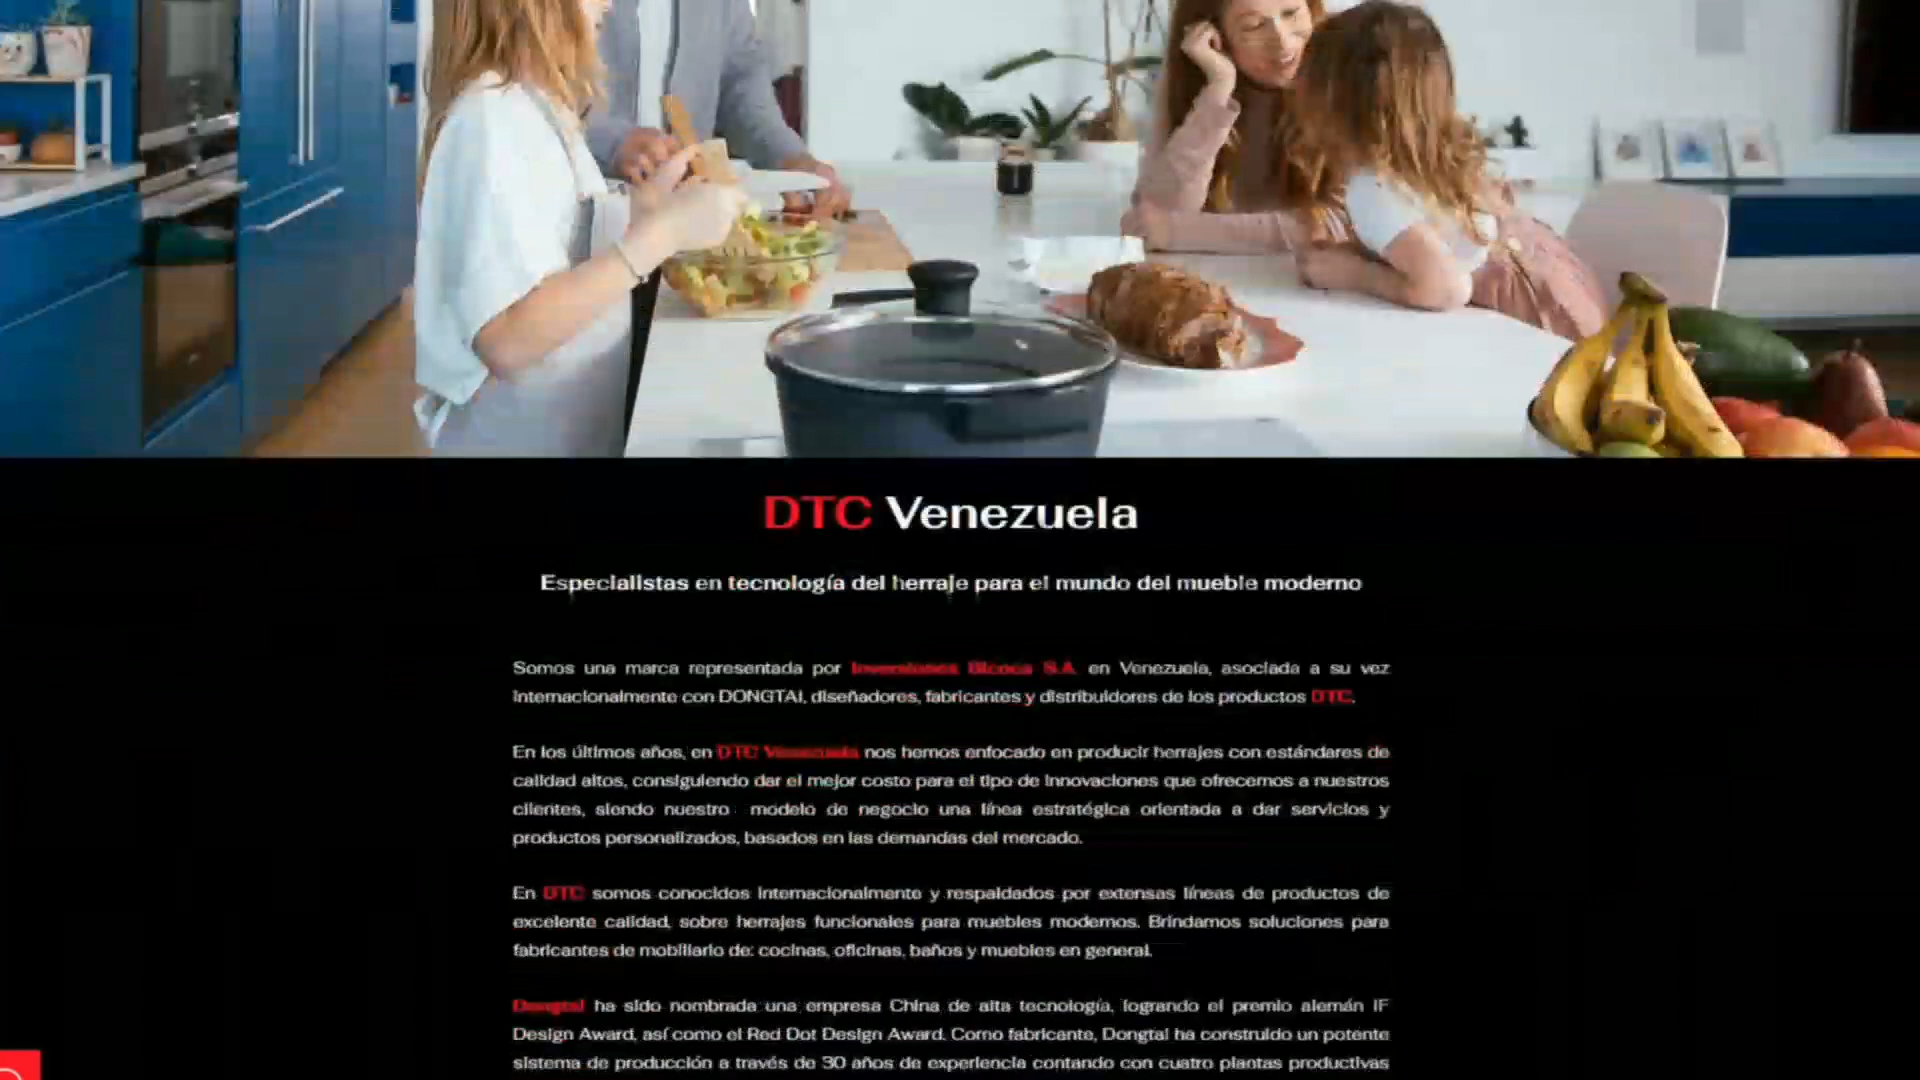 DTC Venezuela
Especialistas en tecnología del herraje para el mundo del mueble moderno
Somos una marca representada por Inversiones Bicoca S.A. en Venezuela, asociada a su vez
internacionalmente con DONGTAI, diseñadores, fabricantes y distribuidores de los productos DTC.
En los últimos años, en DTC Venezuela nos hemos enfocado en producir herrajes con estándares de
calidad altos, consiguiendo dar el mejor costo para el tipo de innovaciones que ofrecemos a nuestros
clientes, siendo nuestro modelo de negocio una línea estratégica orientada a dar servicios y
productos personalizados, basados en las demandas del mercado.
En DTC somos conocidos internacionalmente y respaldados por extensas líneas de productos de
excelente calidad, sobre herrajes funcionales para muebles modernos. Brindamos soluciones para
fabricantes de mobiliario de: cocinas, oficinas, baños y muebles en general.
Dongtai ha sido nombrada una empresa China de alta tecnología, logrando el premio alemán IF
Design Award, así como el Red Dot Design Award. Como fabricante, Dongtai ha construido un potente
sistema de producción a través de 30 años de experiencia contando con cuatro plantas productivas